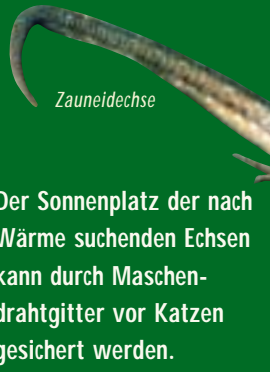 Zauneidechse
Der Sonnenplatz der nach
Wärme suchenden Echsen
kann durch Maschen-
drahtgitter vor Katzen
gesichert werden.